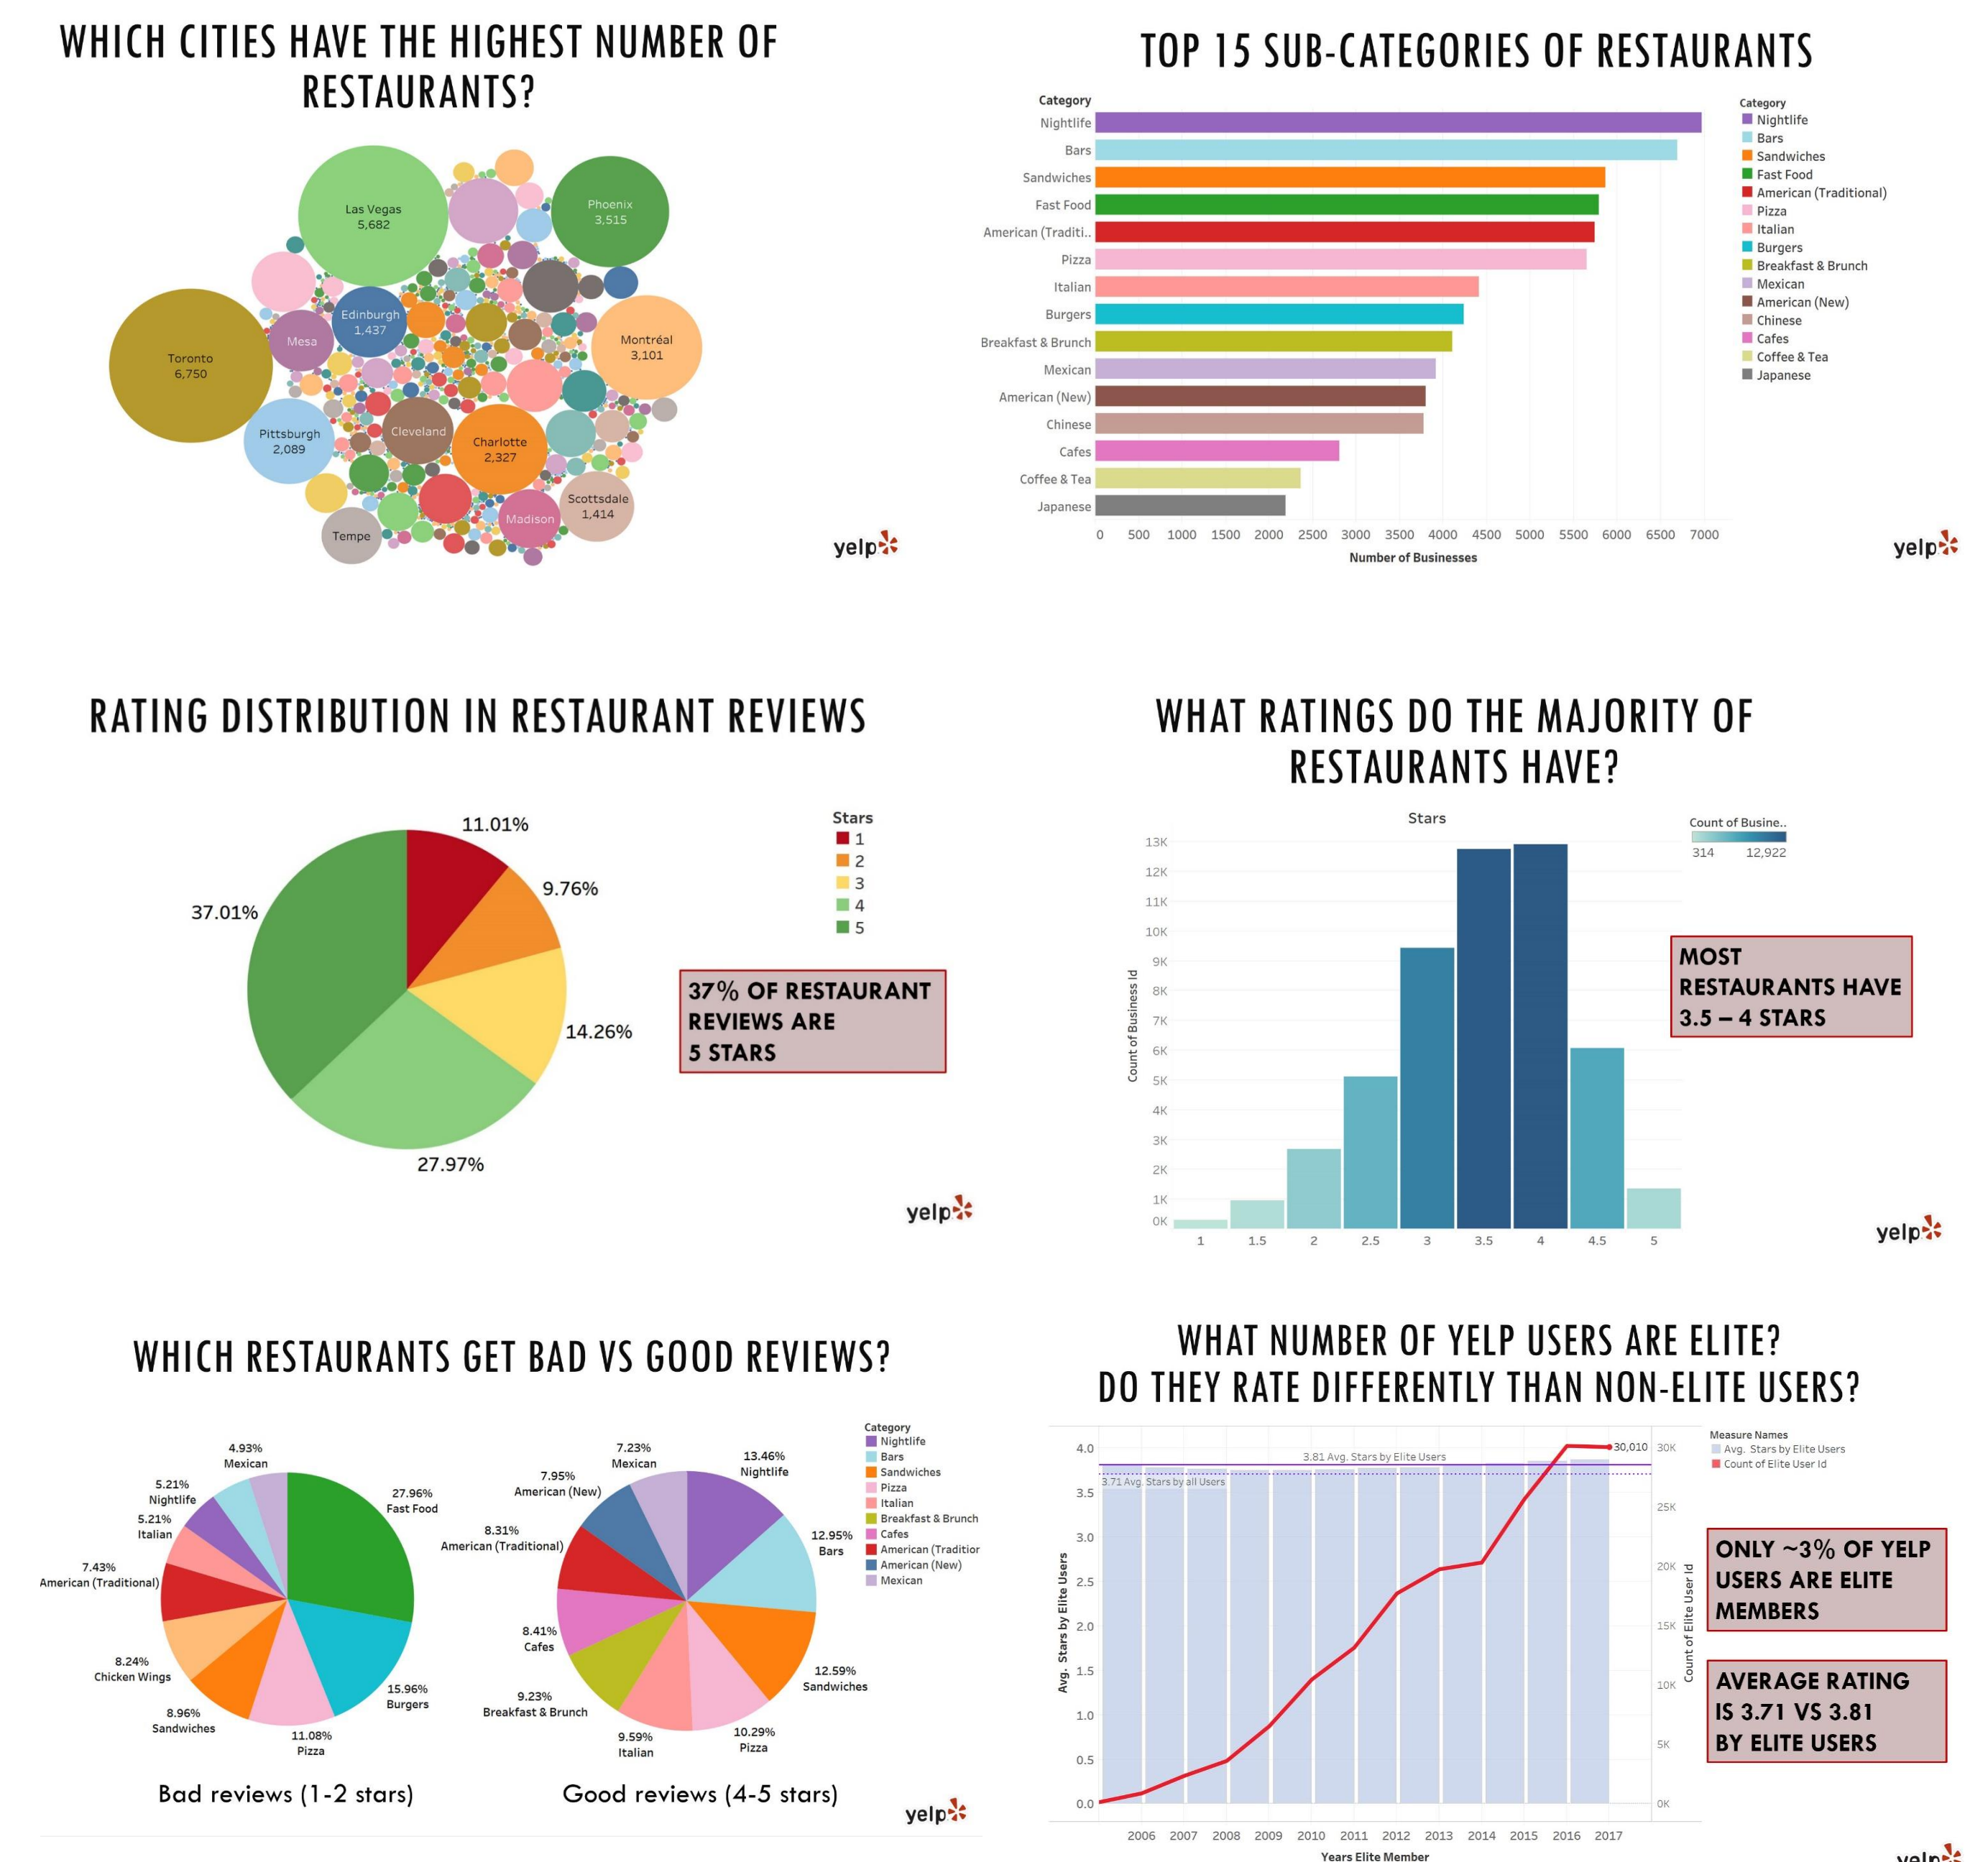 WHICH CITIES HAVE THE HIGHEST NUMBER OF
RESTAURANTS?
Las Vegas
5,682
Phoenix
3,515
Edinburgh
1,437
Mesa
Montréal
3,101
Toronto
6,750
Pittsburgh
2,089
Cleveland
Charlotte
2,327
Scottsdale
1,414
Madison
Tempe
yelp
TOP 15 SUB-CATEGORIES OF RESTAURANTS
Category
Nightlife
Bars
Sandwiches
Fast Food
American (Traditi..
Pizza
Italian
Burgers
Breakfast & Brunch
Mexican
American (New)
Chinese
Cafes
Coffee & Tea
Japanese
0 500 1000 1500 2000 2500 3000 3500 4000 4500 5000 5500 6000 6500 7000
Number of Businesses
Category
Nightlife
Bars
Sandwiches
Fast Food
American (Traditional)
Pizza
Italian
Burgers
Breakfast & Brunch
Mexican
American (New)
Chinese
Cafes
Coffee & Tea
Japanese
yelp
RATING DISTRIBUTION IN RESTAURANT REVIEWS
11.01%
9.76%
14.26%
27.97%
37.01%
Stars
1
2
3
4
5
37% OF RESTAURANT
REVIEWS ARE
5 STARS
yelp
WHAT RATINGS DO THE MAJORITY OF
RESTAURANTS HAVE?
Stars
Count of Busine..
314 12,922
13K
12K
11K
10K
9K
8K
7K
6K
5K
4K
3K
2K
1K
0K
Count of Business Id
1 1.5 2 2.5 3 3.5 4 4.5 5
MOST
RESTAURANTS HAVE
3.5 – 4 STARS
yelp
WHICH RESTAURANTS GET BAD VS GOOD REVIEWS?
4.93%
Mexican
5.21%
Nightlife
5.21%
Italian
7.43%
American (Traditional)
8.24%
Chicken Wings
8.96%
Sandwiches
11.08%
Pizza
15.96%
Burgers
27.96%
Fast Food
Bad reviews (1-2 stars)
7.23%
Mexican
7.95%
American (New)
8.31%
American (Traditional)
8.41%
Cafes
9.23%
Breakfast & Brunch
9.59%
Italian
10.29%
Pizza
12.59%
Sandwiches
12.95%
Bars
13.46%
Nightlife
Good reviews (4-5 stars)
Category
Nightlife
Bars
Sandwiches
Pizza
Italian
Breakfast & Brunch
Cafes
American (Traditior
American (New)
Mexican
yelp
WHAT NUMBER OF YELP USERS ARE ELITE?
DO THEY RATE DIFFERENTLY THAN NON-ELITE USERS?
4.0
3.5
3.0
2.5
2.0
1.5
1.0
0.5
0.0
Avg. Stars by Elite Users
3.81 Avg. Stars by Elite Users
3.71 Avg. Stars by all Users
30,010
30K
25K
20K
15K
10K
5K
0K
Count of Elite User Id
2006 2007 2008 2009 2010 2011 2012 2013 2014 2015 2016 2017
Years Elite Member
Measure Names
Avg. Stars by Elite Users
Count of Elite User Id
ONLY ~3% OF YELP
USERS ARE ELITE
MEMBERS
AVERAGE RATING
IS 3.71 VS 3.81
BY ELITE USERS
yelp